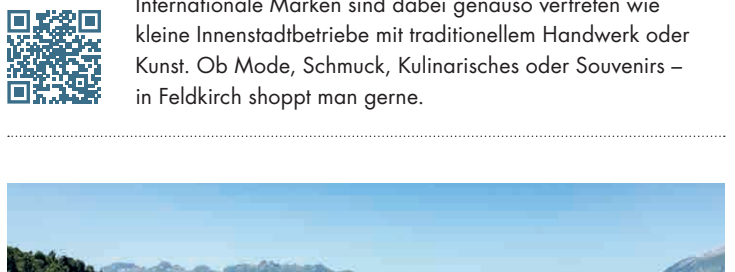 Internationale Marken sind dabei genauso vertreten wie
kleine Innenstadtbetriebe mit traditionellem Handwerk oder
Kunst. Ob Mode, Schmuck, Kulinarisches oder Souvenirs –
in Feldkirch shoppt man gerne.